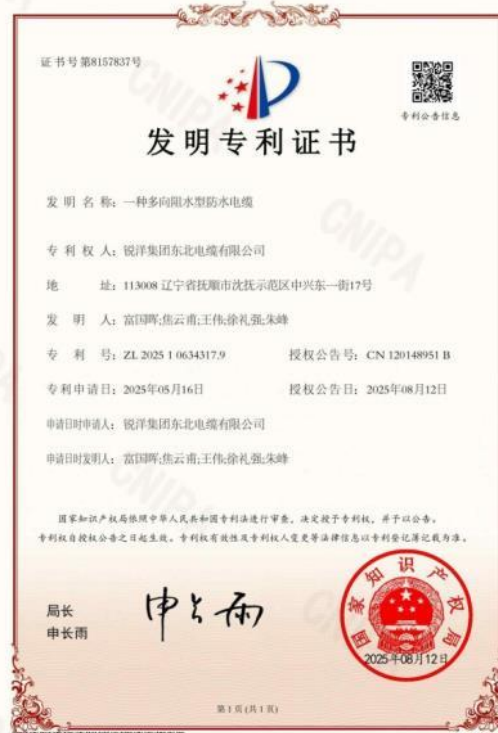 证书号第8157837号
专利公告信息
发明专利证书
发 明 名 称：一种多向阻水型防水电缆
专 利 权 人：锐洋集团东北电缆有限公司
地 址：113008 辽宁省抚顺市沈抚示范区中兴东一街17号
发 明 人：富国晖;焦云甫;王伟;徐礼强;朱峰
专 利 号：ZL 2025 1 0634317.9 授权公告号：CN 120148951 B
专利申请日：2025年05月16日 授权公告日：2025年08月12日
申请日时申请人：锐洋集团东北电缆有限公司
申请日时发明人：富国晖;焦云甫;王伟;徐礼强;朱峰
国家知识产权局依照中华人民共和国专利法进行审查，决定授予专利权，并予以公告。
专利权自授权公告之日起生效。专利权有效性及专利权人变更等法律信息以专利登记簿记载为准。
局长
申长雨
申长雨
国家知识产权局
2025年08月12日
第1页(共1页)
CNIPA
CNIPA
CNIPA
CNIPA